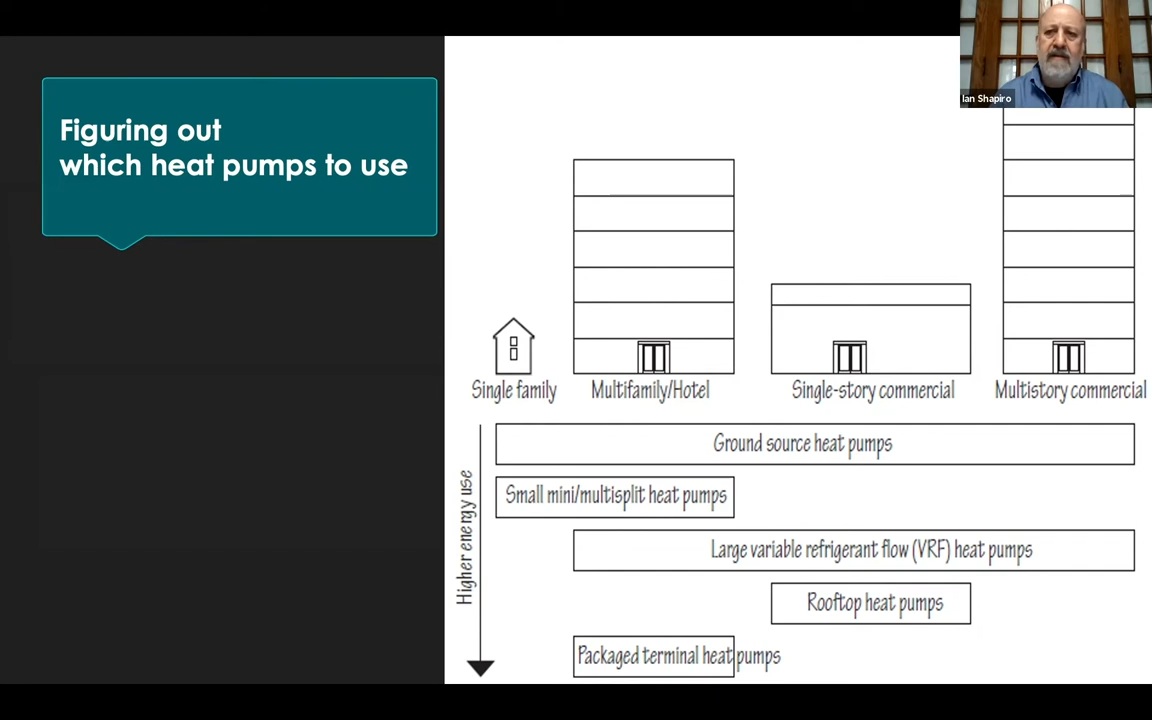 Ian Shapiro
Figuring out
which heat pumps to use
Single family
Multifamily/Hotel
Single-story commercial
Multistory commercial
Higher energy use
Ground source heat pumps
Small mini/multisplit heat pumps
Large variable refrigerant flow (VRF) heat pumps
Rooftop heat pumps
Packaged terminal heat pumps